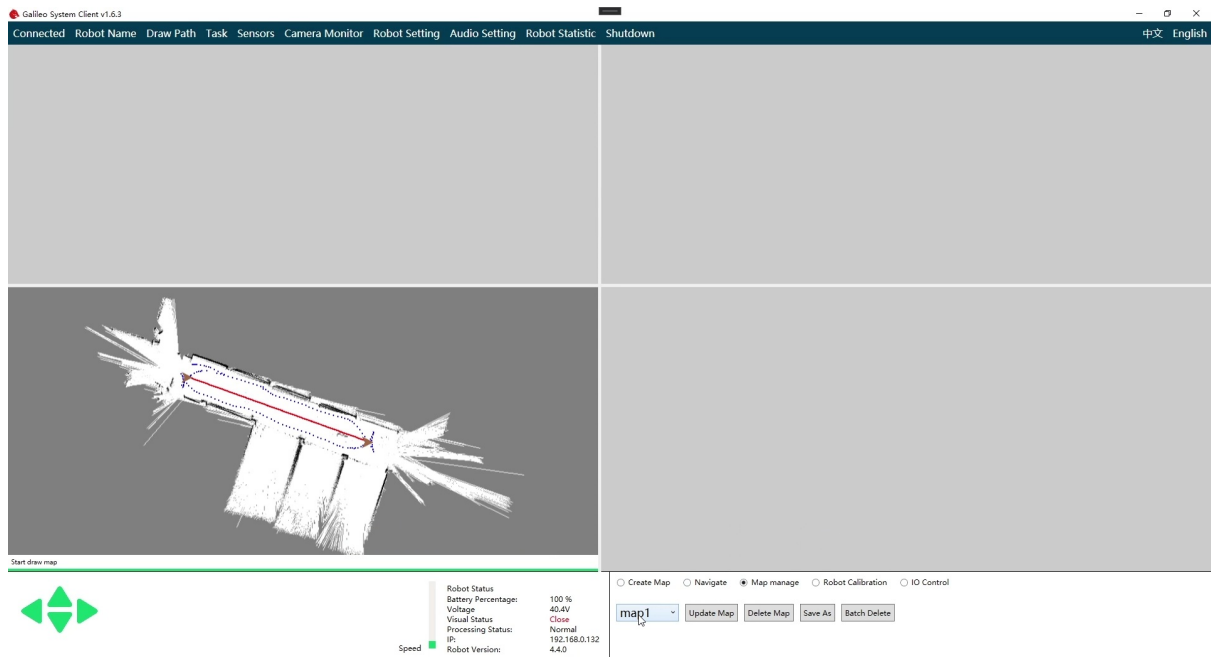 Galileo System Client v1.6.3
Connected Robot Name Draw Path Task Sensors Camera Monitor Robot Setting Audio Setting Robot Statistic Shutdown 中文 English
Start draw map
Robot Status
Battery Percentage: 100 %
Voltage 40.4V
Visual Status Close
Processing Status: Normal
IP: 192.168.0.132
Speed Robot Version: 4.4.0
Create Map Navigate Map manage Robot Calibration IO Control
map1 Update Map Delete Map Save As Batch Delete